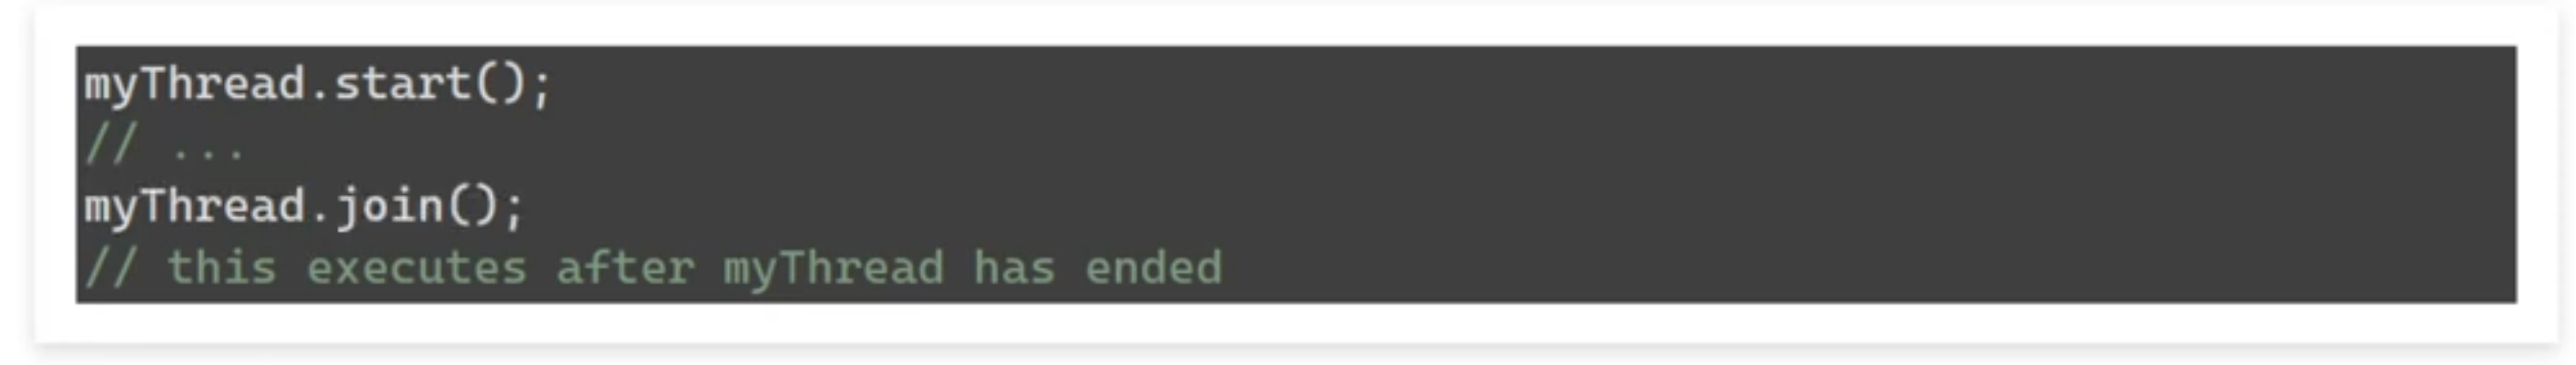 myThread.start();
// ...
myThread.join();
// this executes after myThread has ended